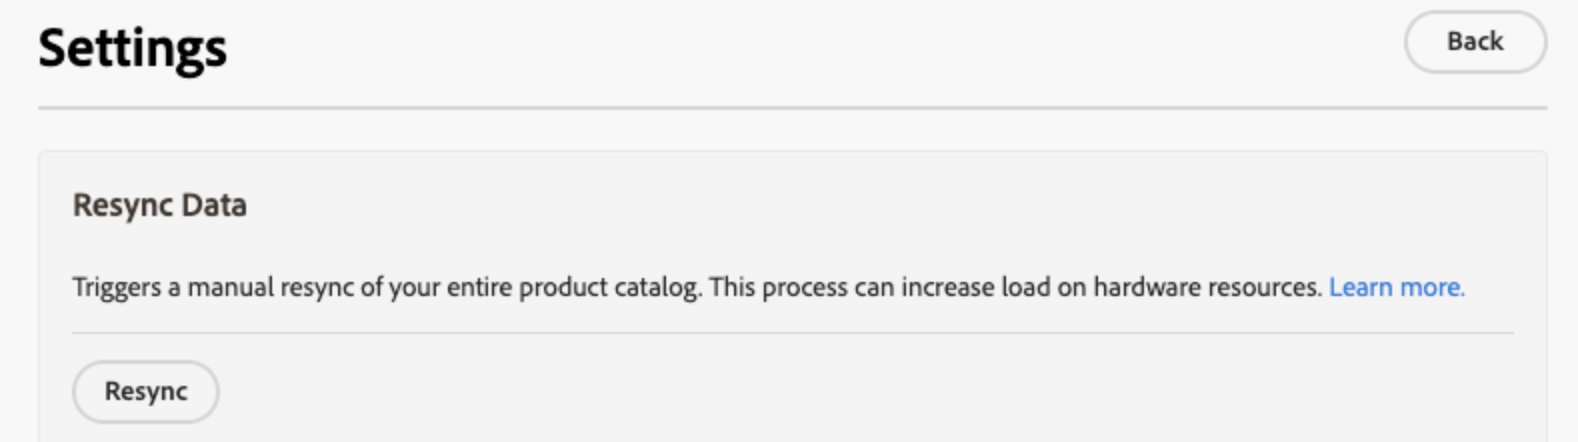 Settings
Back
Resync Data
Triggers a manual resync of your entire product catalog. This process can increase load on hardware resources. Learn more.
Resync